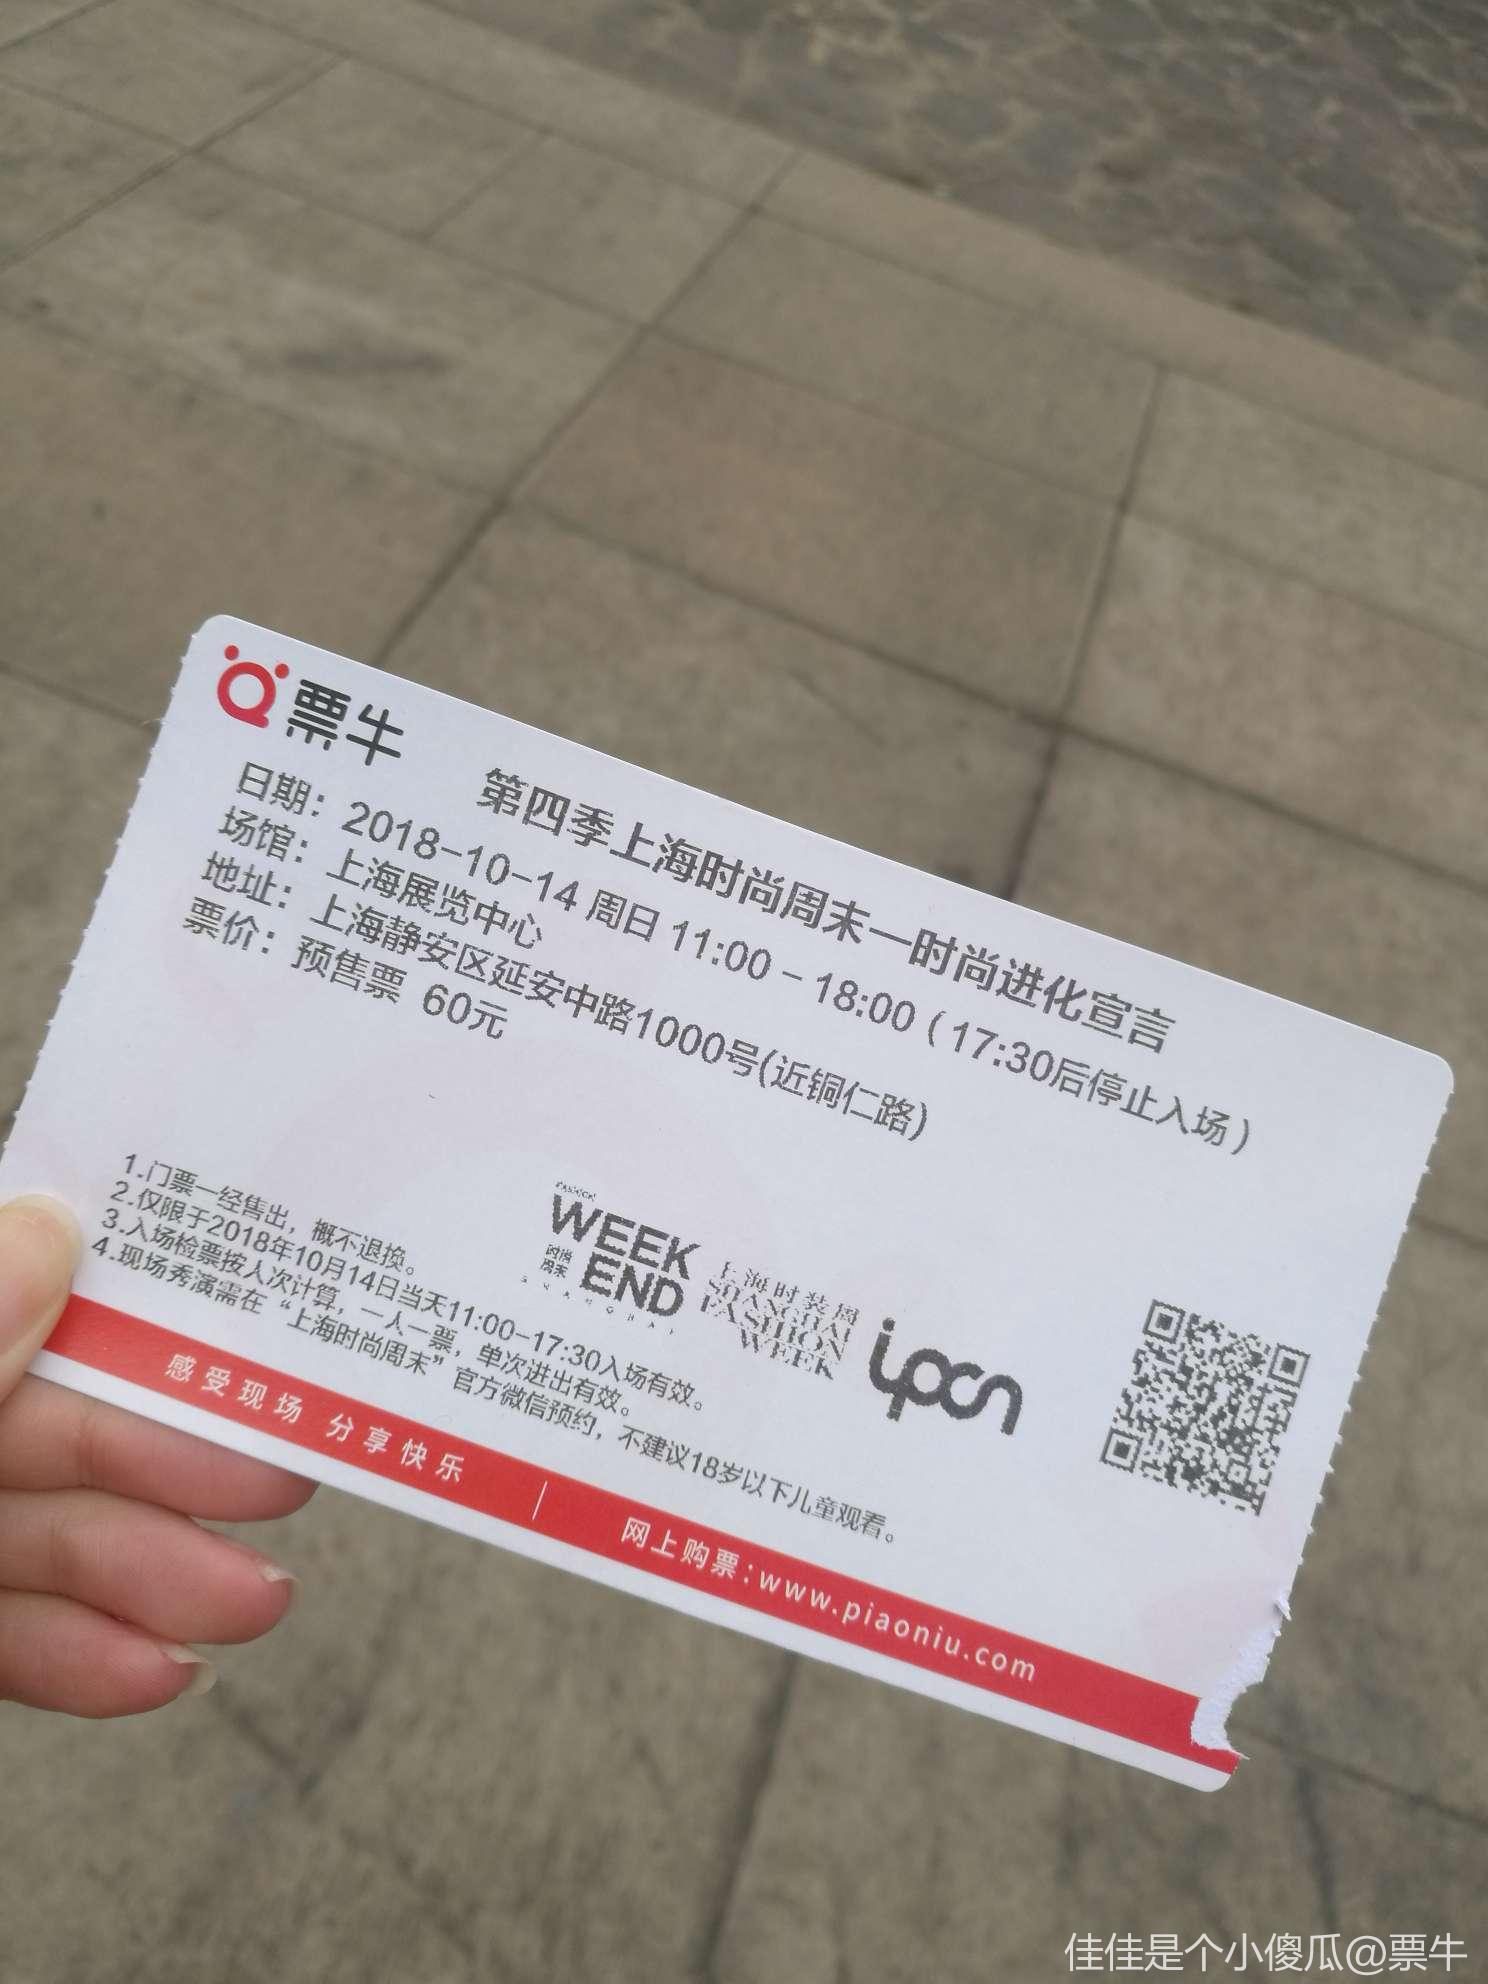 票牛
第四季上海时尚周末一时尚进化宣言
日期：2018-10-14 周日 11:00 - 18:00（17:30后停止入场）
场馆：上海展览中心
地址：上海静安区延安中路1000号(近铜仁路)
票价：预售票 60元
1.门票一经售出，概不退换。
2.仅限于2018年10月14日当天11:00-17:30入场有效。
3.入场检票按人次计算，一人一票，单次进出有效。
4.现场秀演需在“上海时尚周末”官方微信预约，不建议18岁以下儿童观看。
FASHION
WEEK
时尚
周末
END
SHANGHAI
上海时装周
SHANGHAI
FASHION
WEEK
ipcn
感受现场 分享快乐
网上购票：www.piaoniu.com
佳佳是个小傻瓜@票牛